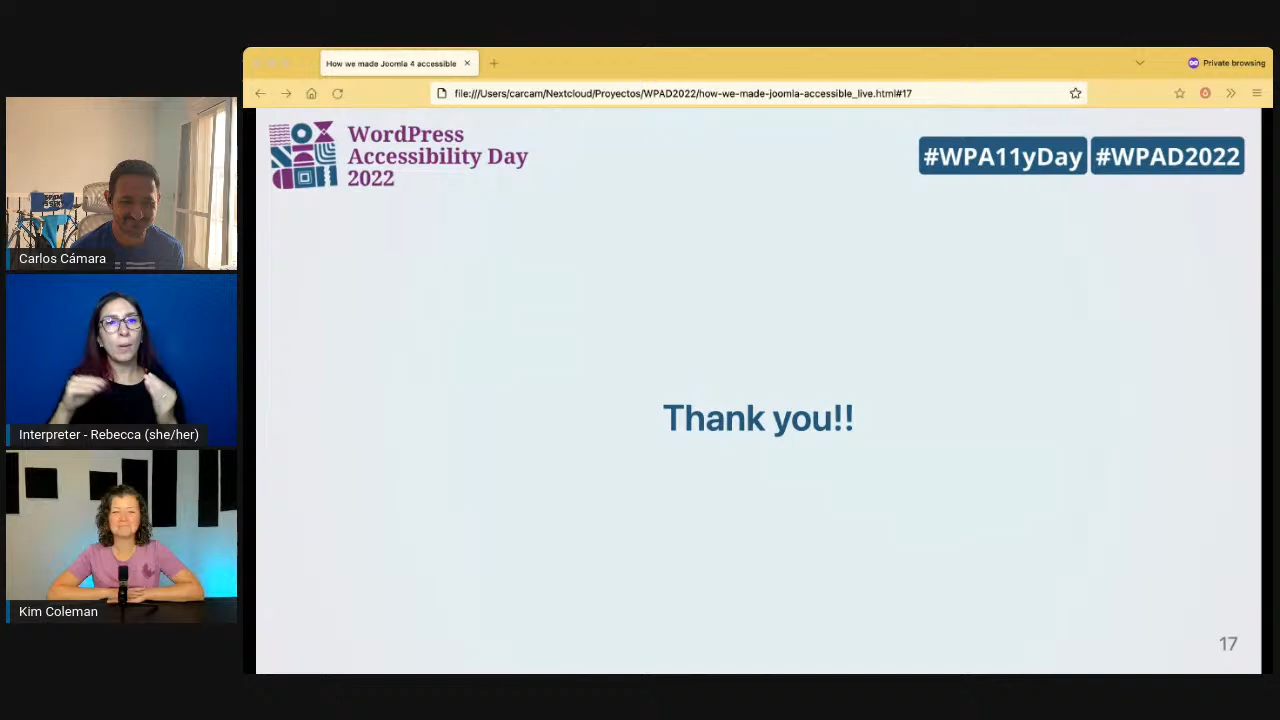 How we made Joomla 4 accessible
Private browsing
file:///Users/carcam/Nextcloud/Proyectos/WPAD2022/how-we-made-joomla-accessible_live.html#17
WordPress
Accessibility Day
2022
#WPA11yDay #WPAD2022
Carlos Cámara
Interpreter - Rebecca (she/her)
Thank you!!
Kim Coleman
17